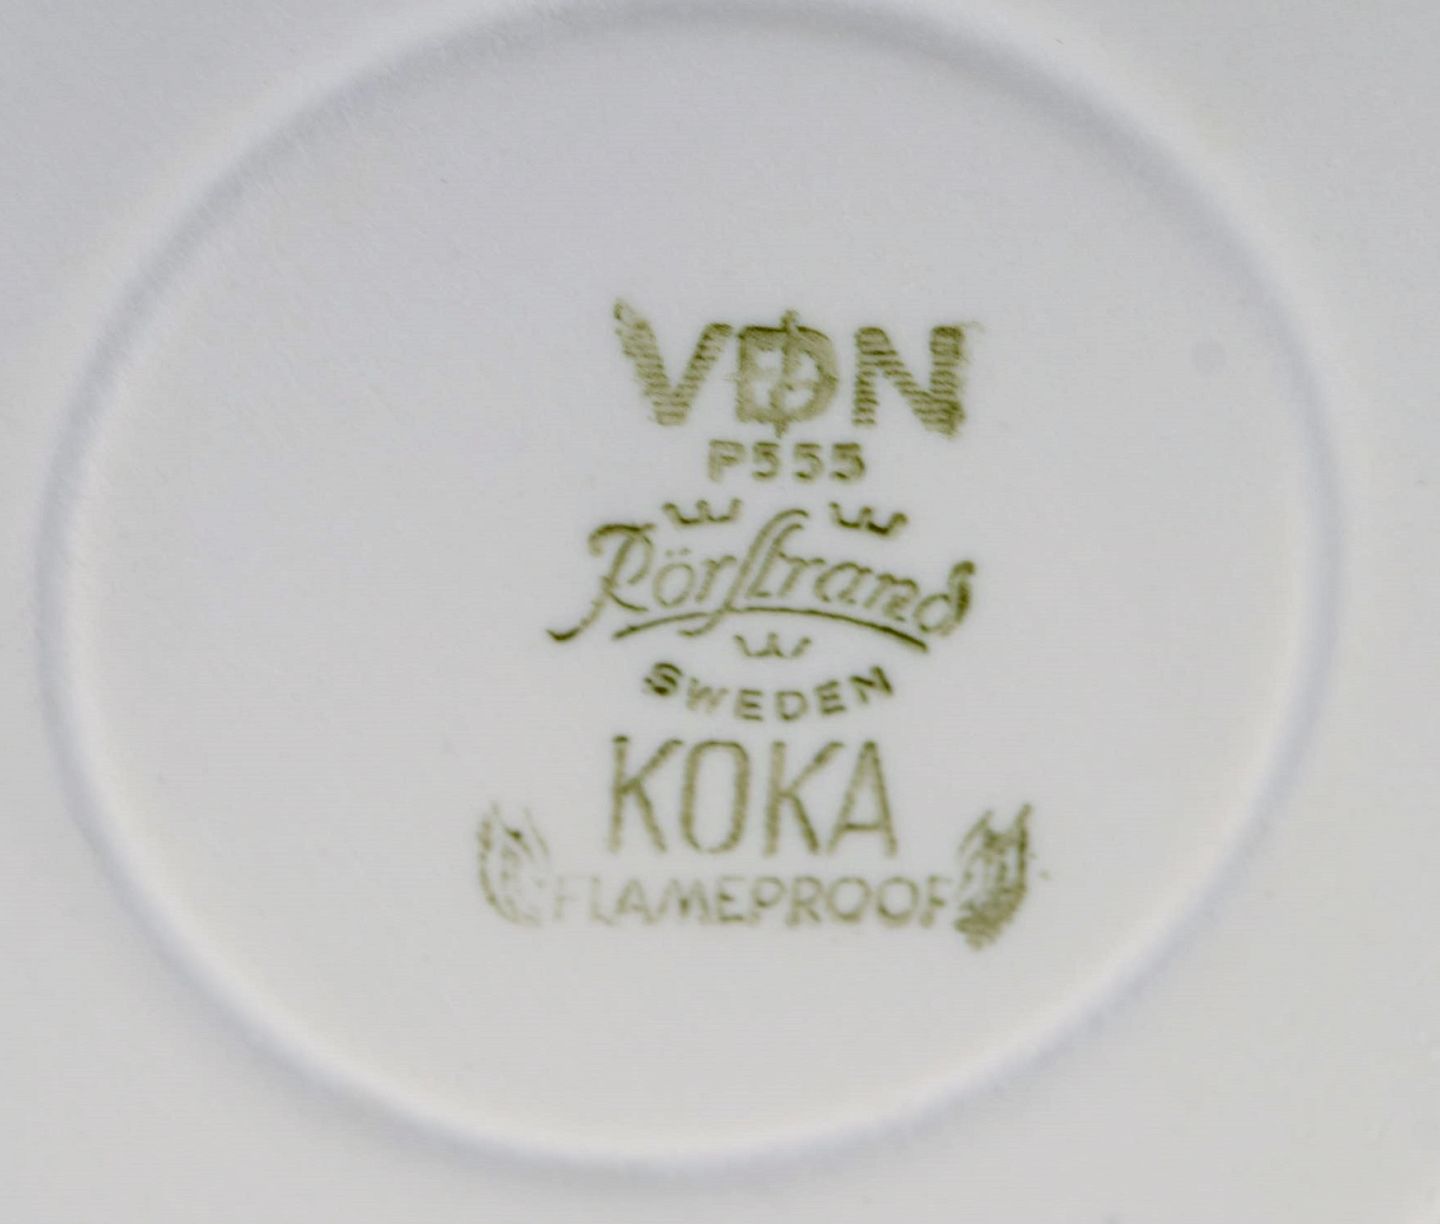 VDN
P555
Rörstrand
SWEDEN
KOKA
FLAMEPROOF